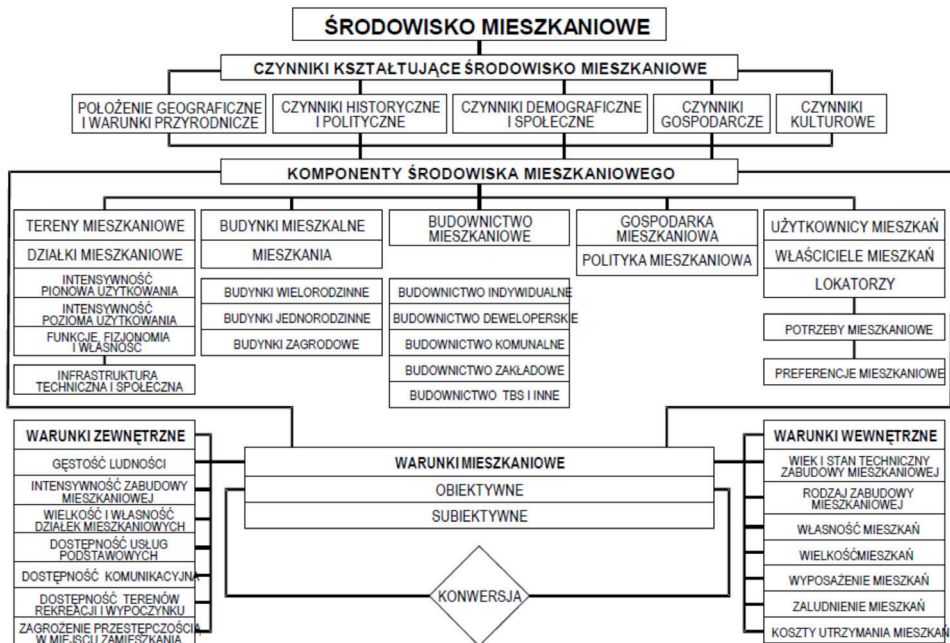 ŚRODOWISKO MIESZKANIOWE
CZYNNIKI KSZTAŁTUJĄCE ŚRODOWISKO MIESZKANIOWE
POŁOŻENIE GEOGRAFICZNE
I WARUNKI PRZYRODNICZE
CZYNNIKI HISTORYCZNE
I POLITYCZNE
CZYNNIKI DEMOGRAFICZNE
I SPOŁECZNE
CZYNNIKI
GOSPODARCZE
CZYNNIKI
KULTUROWE
KOMPONENTY ŚRODOWISKA MIESZKANIOWEGO
TERENY MIESZKANIOWE
DZIAŁKI MIESZKANIOWE
INTENSYWNOŚĆ
PIONOWA UŻYTKOWANIA
INTENSYWNOŚĆ
POZIOMA UŻYTKOWANIA
FUNKCJE, FIZJONOMIA
I WŁASNOŚĆ
INFRASTRUKTURA
TECHNICZNA I SPOŁECZNA
BUDYNKI MIESZKALNE
MIESZKANIA
BUDYNKI WIELORODZINNE
BUDYNKI JEDNORODZINNE
BUDYNKI ZAGRODOWE
BUDOWNICTWO
MIESZKANIOWE
BUDOWNICTWO INDYWIDUALNE
BUDOWNICTWO DEWELOPERSKIE
BUDOWNICTWO KOMUNALNE
BUDOWNICTWO ZAKŁADOWE
BUDOWNICTWO TBS I INNE
GOSPODARKA
MIESZKANIOWA
POLITYKA MIESZKANIOWA
UŻYTKOWNICY MIESZKAŃ
WŁAŚCICIELE MIESZKAŃ
LOKATORZY
POTRZEBY MIESZKANIOWE
PREFERENCJE MIESZKANIOWE
WARUNKI ZEWNĘTRZNE
GĘSTOŚĆ LUDNOŚCI
INTENSYWNOŚĆ ZABUDOWY
MIESZKANIOWEJ
WIELKOŚĆ I WŁASNOŚĆ
DZIAŁEK MIESZKANIOWYCH
DOSTĘPNOŚĆ USŁUG
PODSTAWOWYCH
DOSTĘPNOŚĆ KOMUNIKACYJNA
DOSTĘPNOŚĆ TERENÓW
REKREACJI I WYPOCZYNKU
ZAGROŻENIE PRZESTĘPCZOŚCIĄ
W MIEJSCU ZAMIESZKANIA
WARUNKI MIESZKANIOWE
OBIEKTYWNE
SUBIEKTYWNE
KONWERSJA
WARUNKI WEWNĘTRZNE
WIEK I STAN TECHNICZNY
ZABUDOWY MIESZKANIOWEJ
RODZAJ ZABUDOWY
MIESZKANIOWEJ
WŁASNOŚĆ MIESZKAŃ
WIELKOŚĆMIESZKAŃ
WYPOSAŻENIE MIESZKAŃ
ZALUDNIENIE MIESZKAŃ
KOSZTY UTRZYMANIA MIESZKAŃ